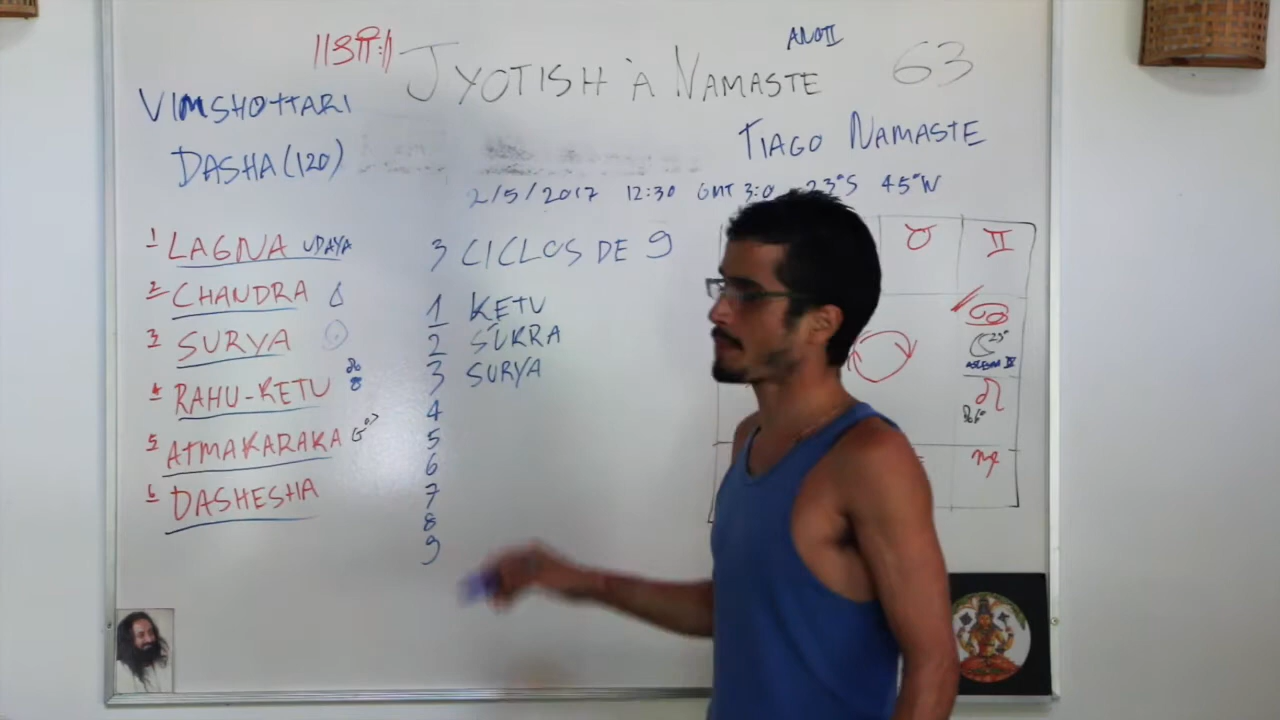 JYOTISH À NAMASTE
ANO II
63
VIMSHOTTARI
DASHA (120)
TIAGO NAMASTE
2/5/2017 12:30 GMT 3:0 23°S 45°W
1 LAGNA UDAYA
2 CHANDRA
3 SURYA
4 RAHU-KETU
5 ATMAKARAKA
6 DASHESHA
3 CICLOS DE 9
1 KETU
2 SUKRA
3 SURYA
4
5
6
7
8
9
♉ ♊
♋
♌
♍